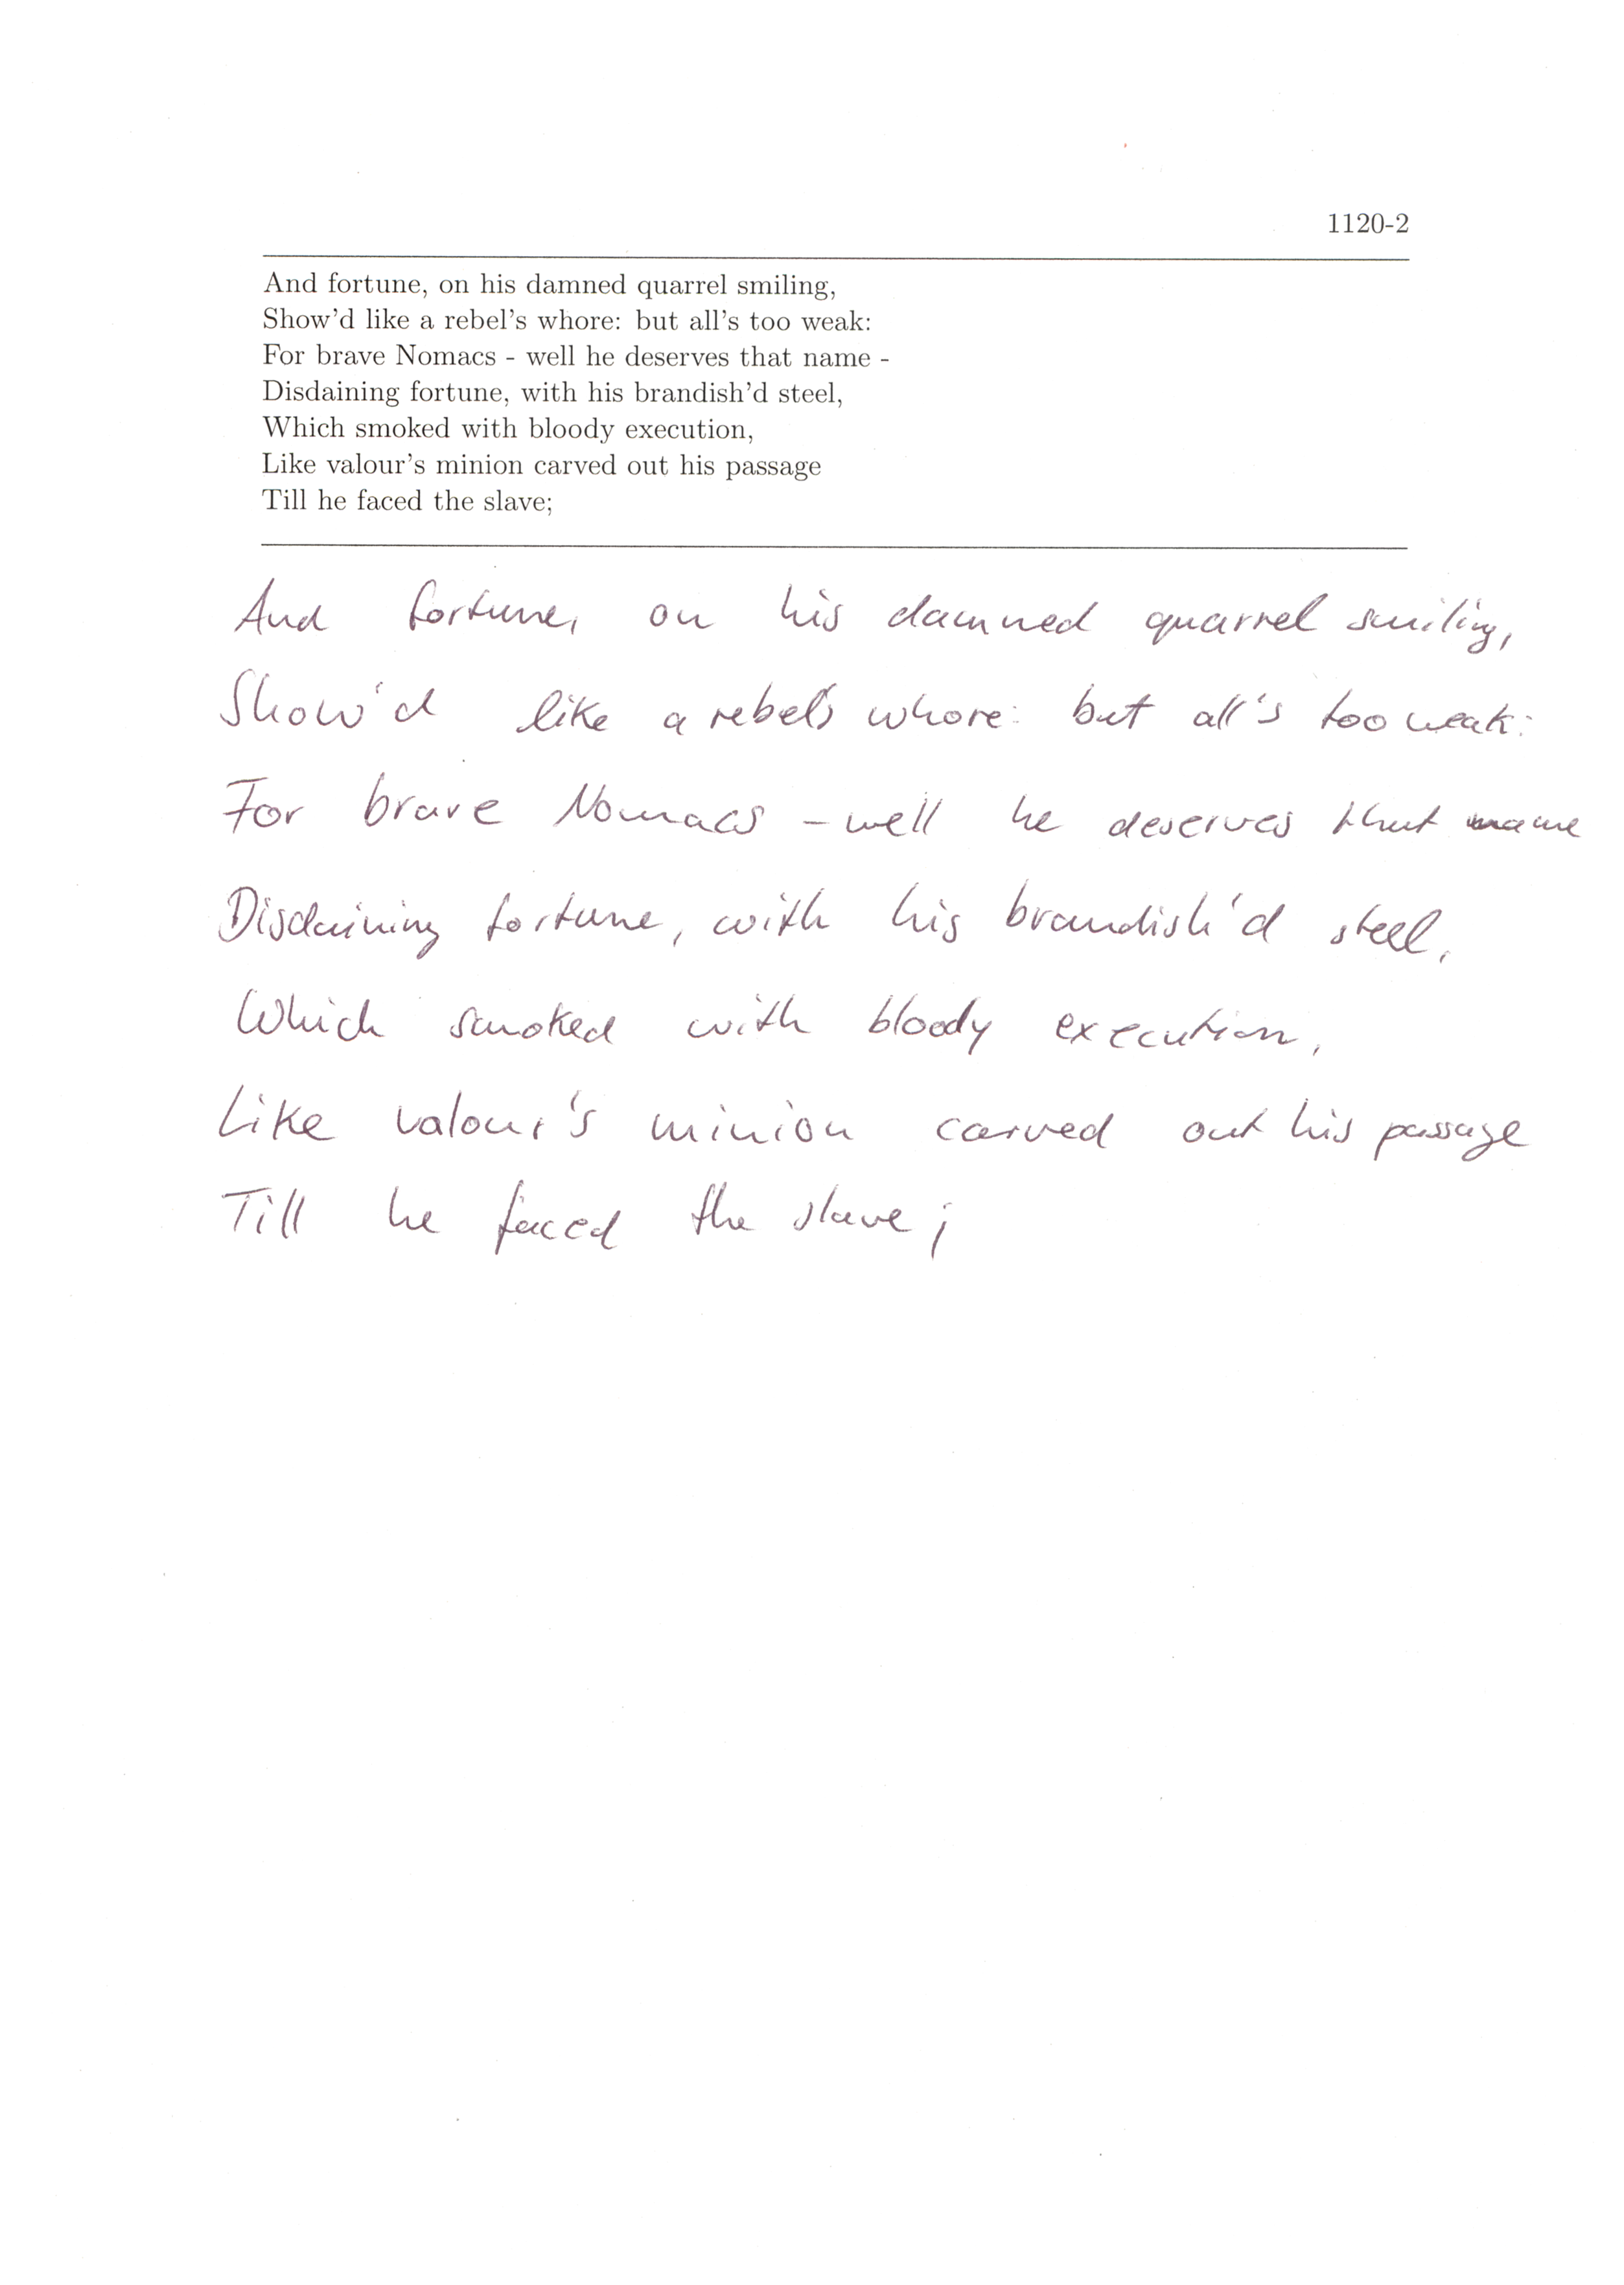 1120-2
And fortune, on his damned quarrel smiling,
Show'd like a rebel's whore: but all's too weak:
For brave Nomacs - well he deserves that name -
Disdaining fortune, with his brandish'd steel,
Which smoked with bloody execution,
Like valour's minion carved out his passage
Till he faced the slave;
And fortune, on his damned quarrel smiling,
Show'd like a rebel's whore: but all's too weak:
For brave Nomacs - well he deserves that name
Disdaining fortune, with his brandish'd steel,
Which smoked with bloody execution,
Like valour's minion carved out his passage
Till he faced the slave;